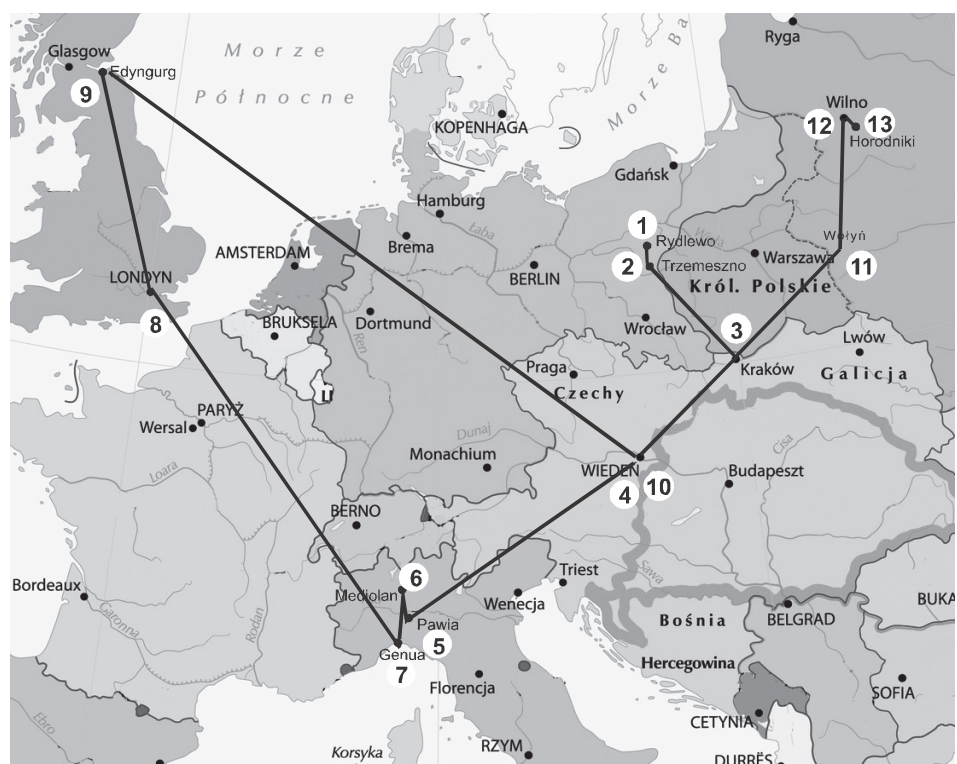 Ryga
Glasgow
Morze
Północne
Edyngurg
9
Morze Ba
KOPENHAGA
Wilno
12
13
Horodniki
Gdańsk
Hamburg
Łaba
Brema
1
Rydlewo
Wisła
Wołyń
AMSTERDAM
BERLIN
2
Trzemeszno
Warszawa
11
Król. Polskie
LONDYN
8
BRUKSELA
Dortmund
Ren
Wrocław
3
Lwów
Praga
Czechy
Kraków
Galicja
PARYŻ
Wersal
Loara
Dunaj
Monachium
Cisa
WIEDEŃ
4
10
Budapeszt
BERNO
Bordeaux
Garonna
Rodan
6
Mediolan
Triest
Sawa
Wenecja
Pawia
5
Bośnia
BELGRAD
BUKA
Genua
7
Hercegowina
Florencja
SOFIA
Ebro
CETYNIA
Korsyka
RZYM
DURRËS